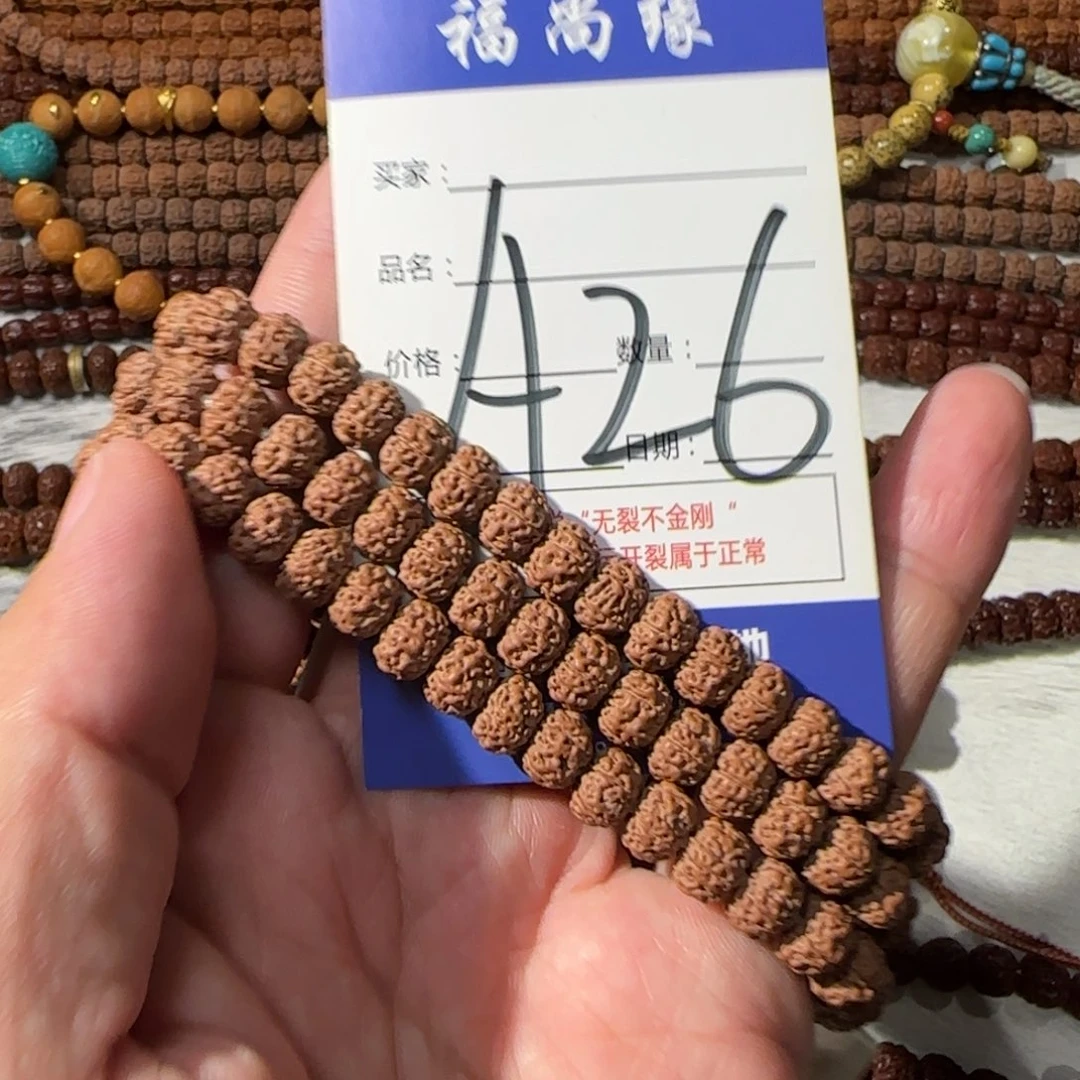 福尚缘
买家：
品名：
A26
价格：
数量：
日期：
“无裂不金刚“
开裂属于正常
地